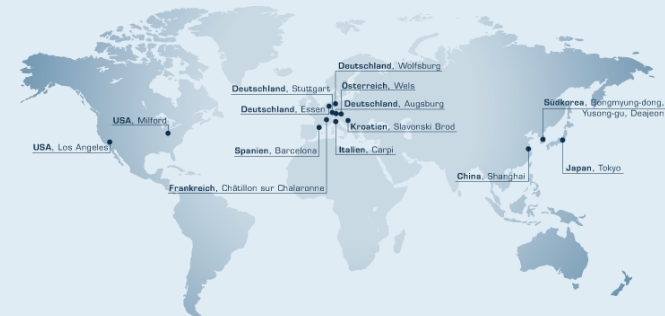 Deutschland, Wolfsburg
Österreich, Wels
Deutschland, Stuttgart
Deutschland, Augsburg
Deutschland, Essen
Südkorea, Bongmyung-dong,
Yusong-gu, Deajeon
USA, Milford
Kroatien, Slavonski Brod
USA, Los Angeles
Spanien, Barcelona
Italien, Carpi
Japan, Tokyo
China, Shanghai
Frankreich, Châtillon sur Chalaronne